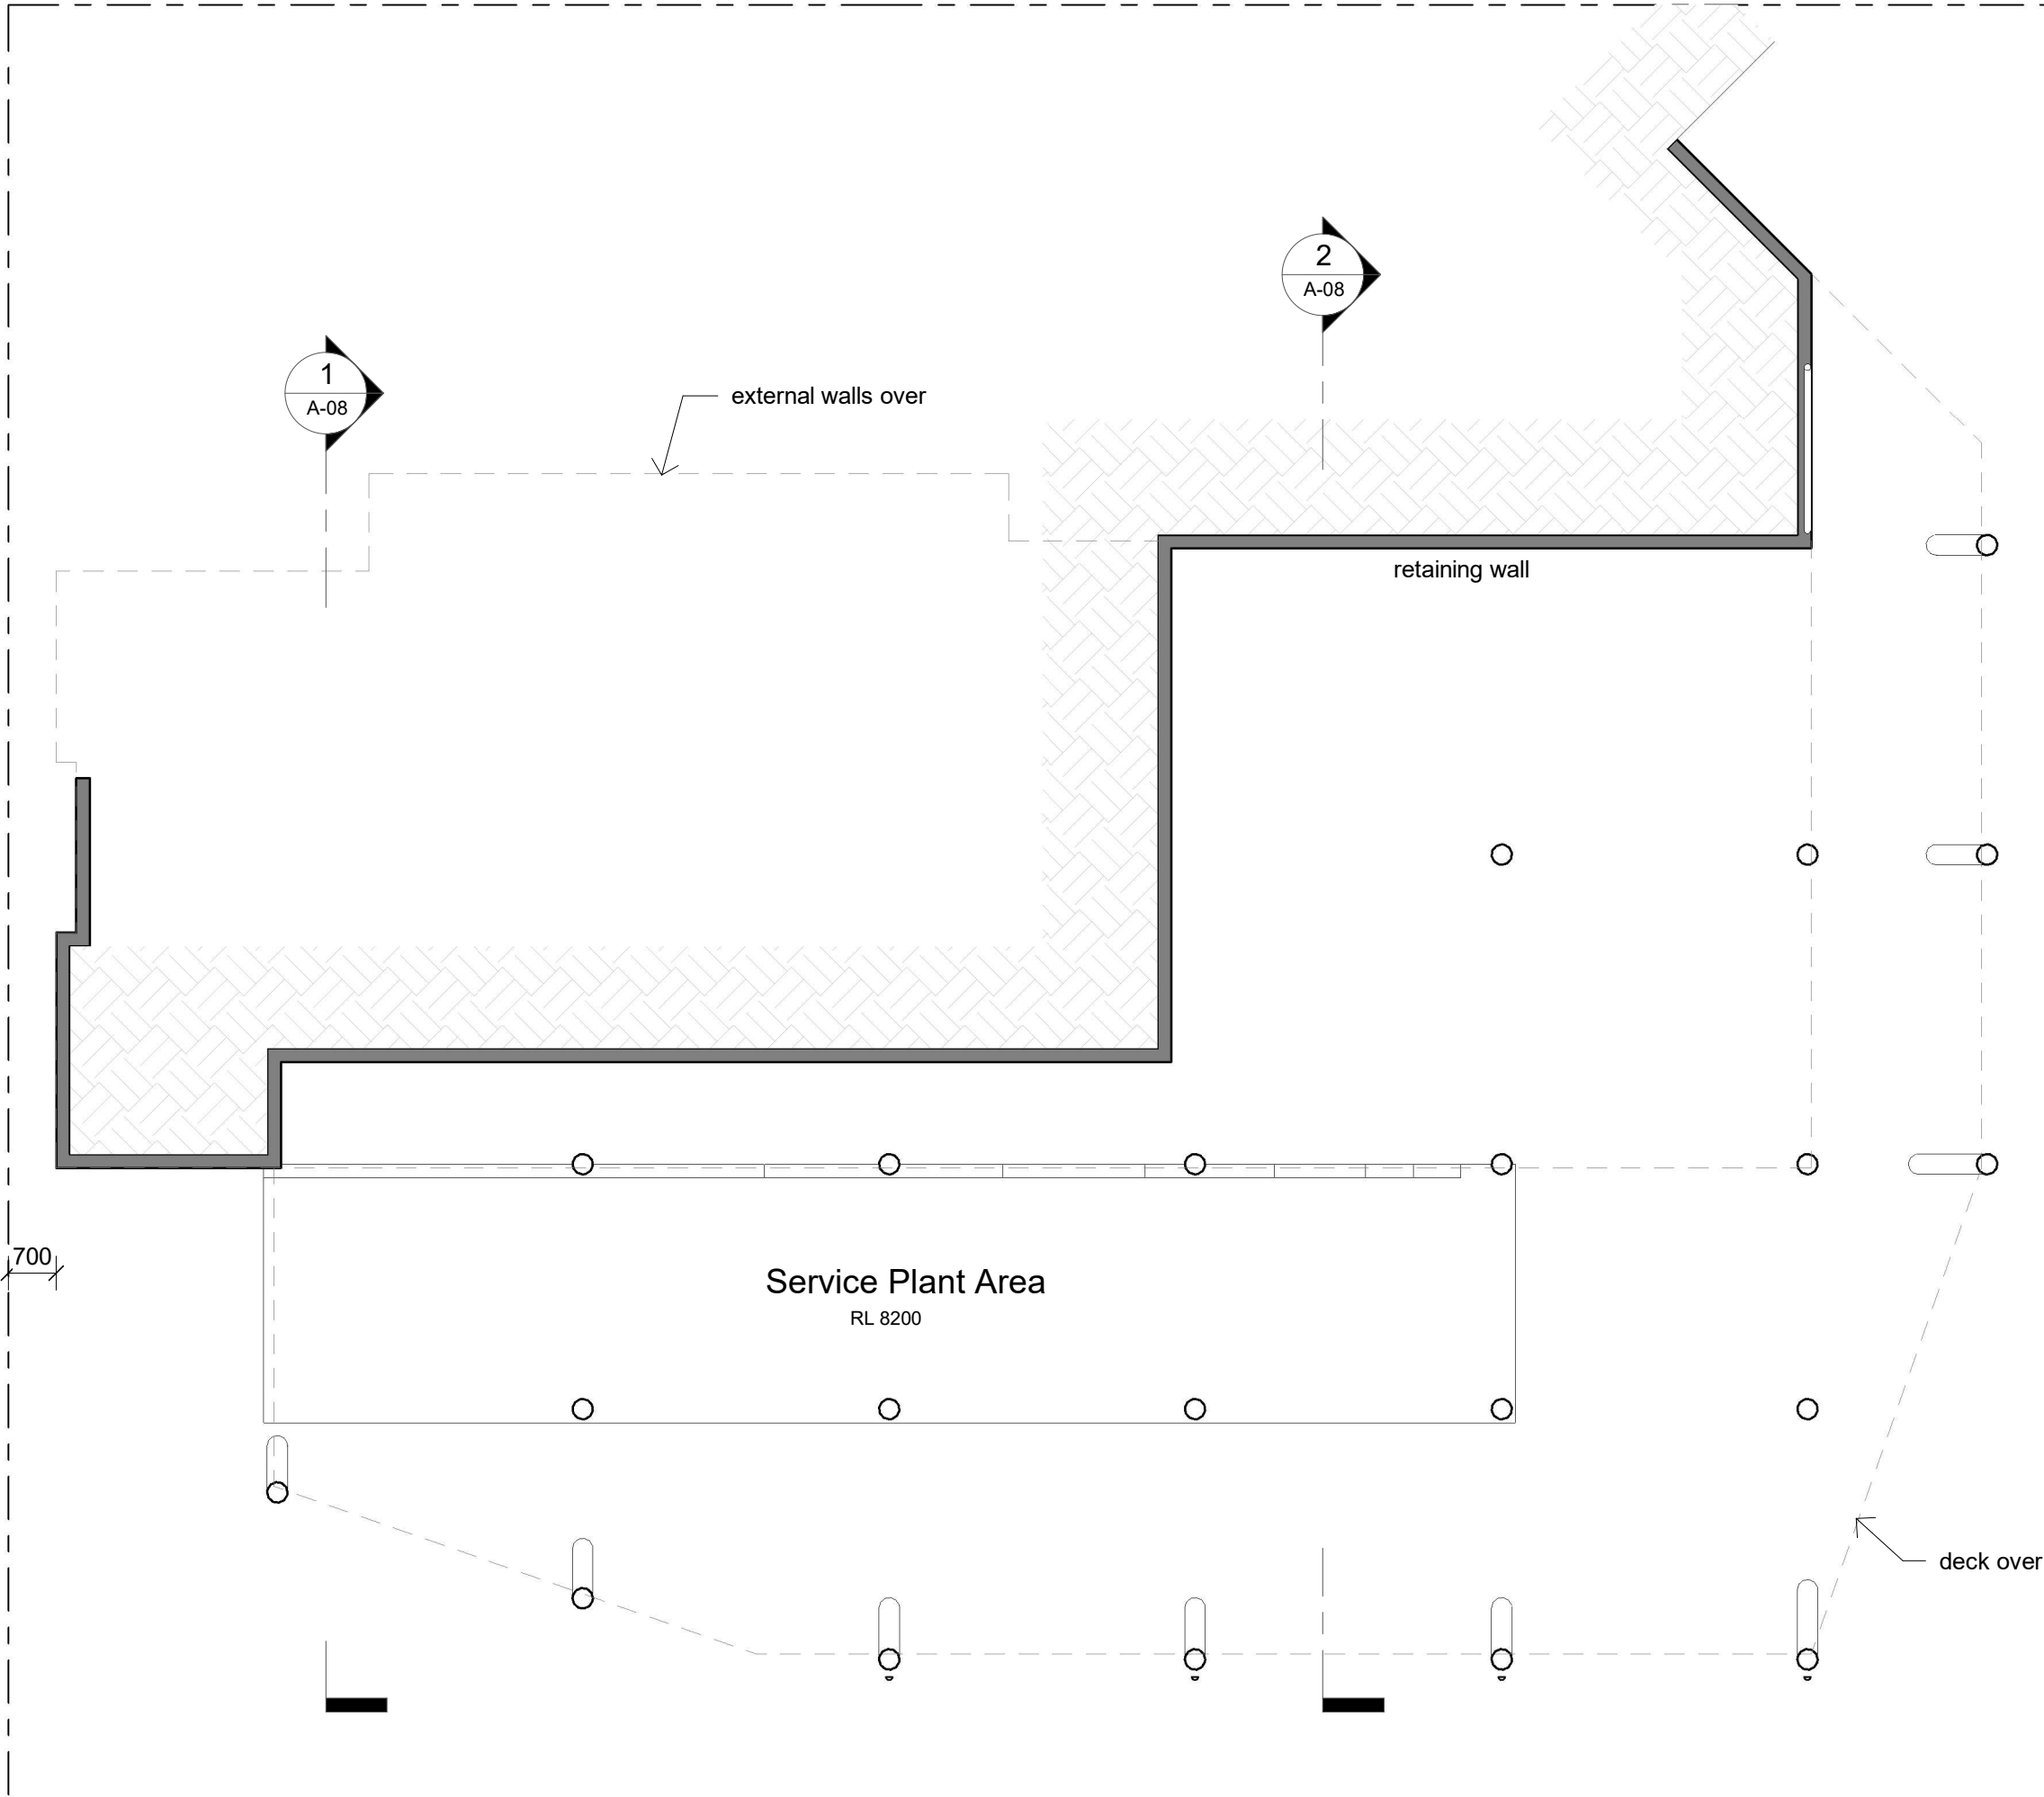 2
A-08
1
A-08
external walls over
retaining wall
700
Service Plant Area
RL 8200
deck over